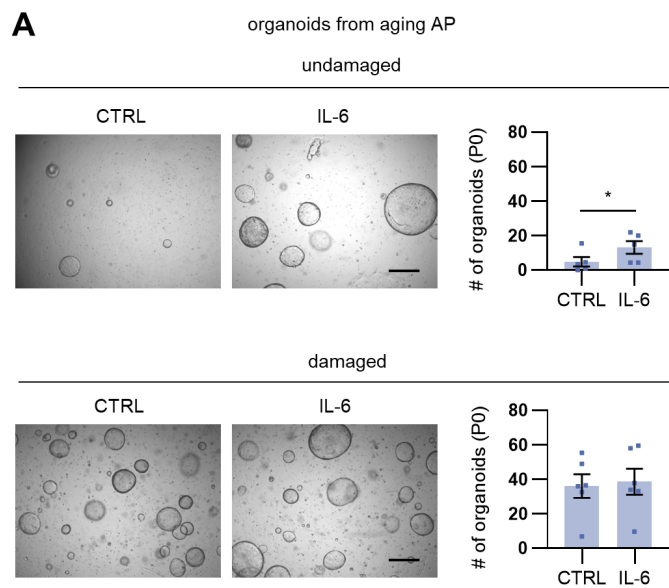 A
organoids from aging AP
undamaged
CTRL
IL-6
# of organoids (P0)
80
60
40
20
0
*
CTRL
IL-6
damaged
CTRL
IL-6
# of organoids (P0)
80
60
40
20
0
CTRL
IL-6